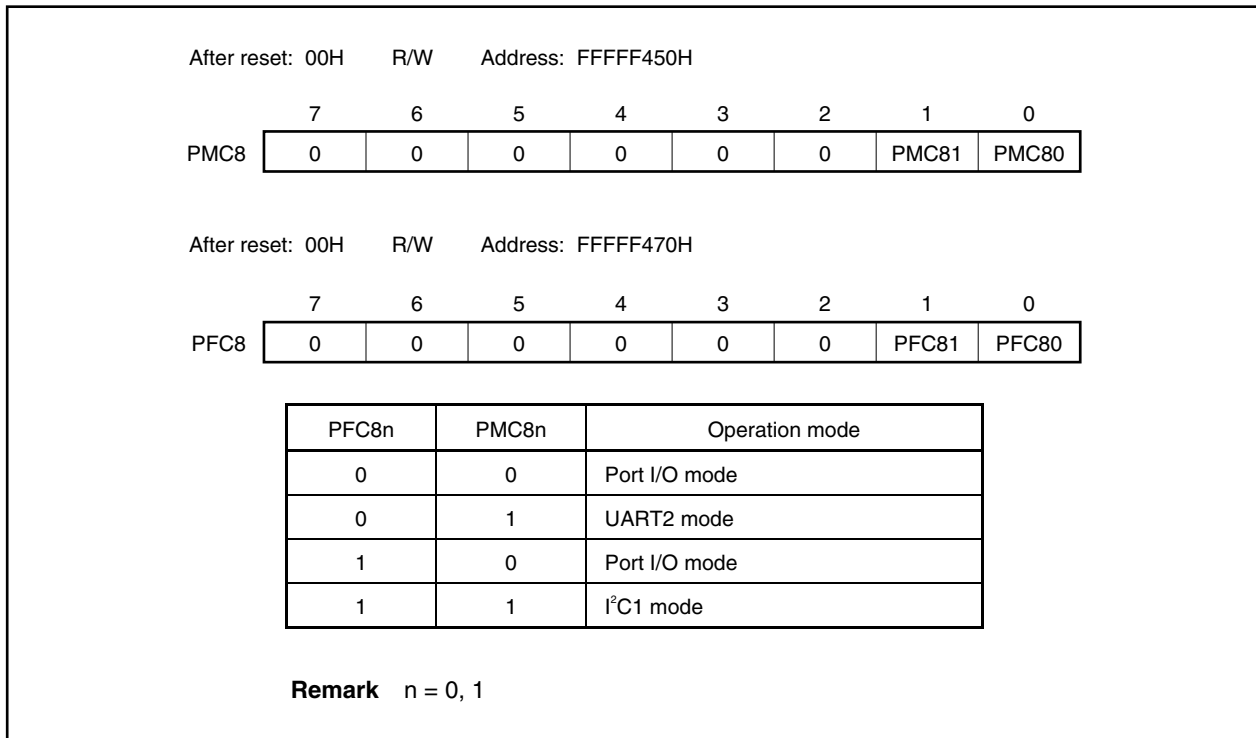 After reset: 00H R/W Address: FFFFF450H
7 6 5 4 3 2 1 0
PMC8 0 0 0 0 0 0 PMC81 PMC80
After reset: 00H R/W Address: FFFFF470H
7 6 5 4 3 2 1 0
PFC8 0 0 0 0 0 0 PFC81 PFC80
PFC8n PMC8n Operation mode
0 0 Port I/O mode
0 1 UART2 mode
1 0 Port I/O mode
1 1 I²C1 mode
Remark n = 0, 1